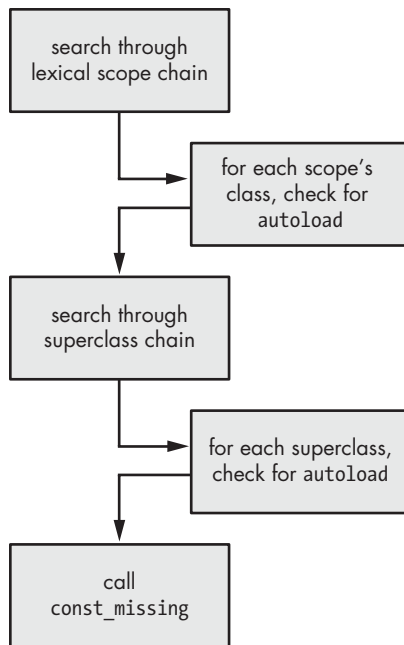 search through
lexical scope chain
for each scope's
class, check for
autoload
search through
superclass chain
for each superclass,
check for autoload
call
const_missing